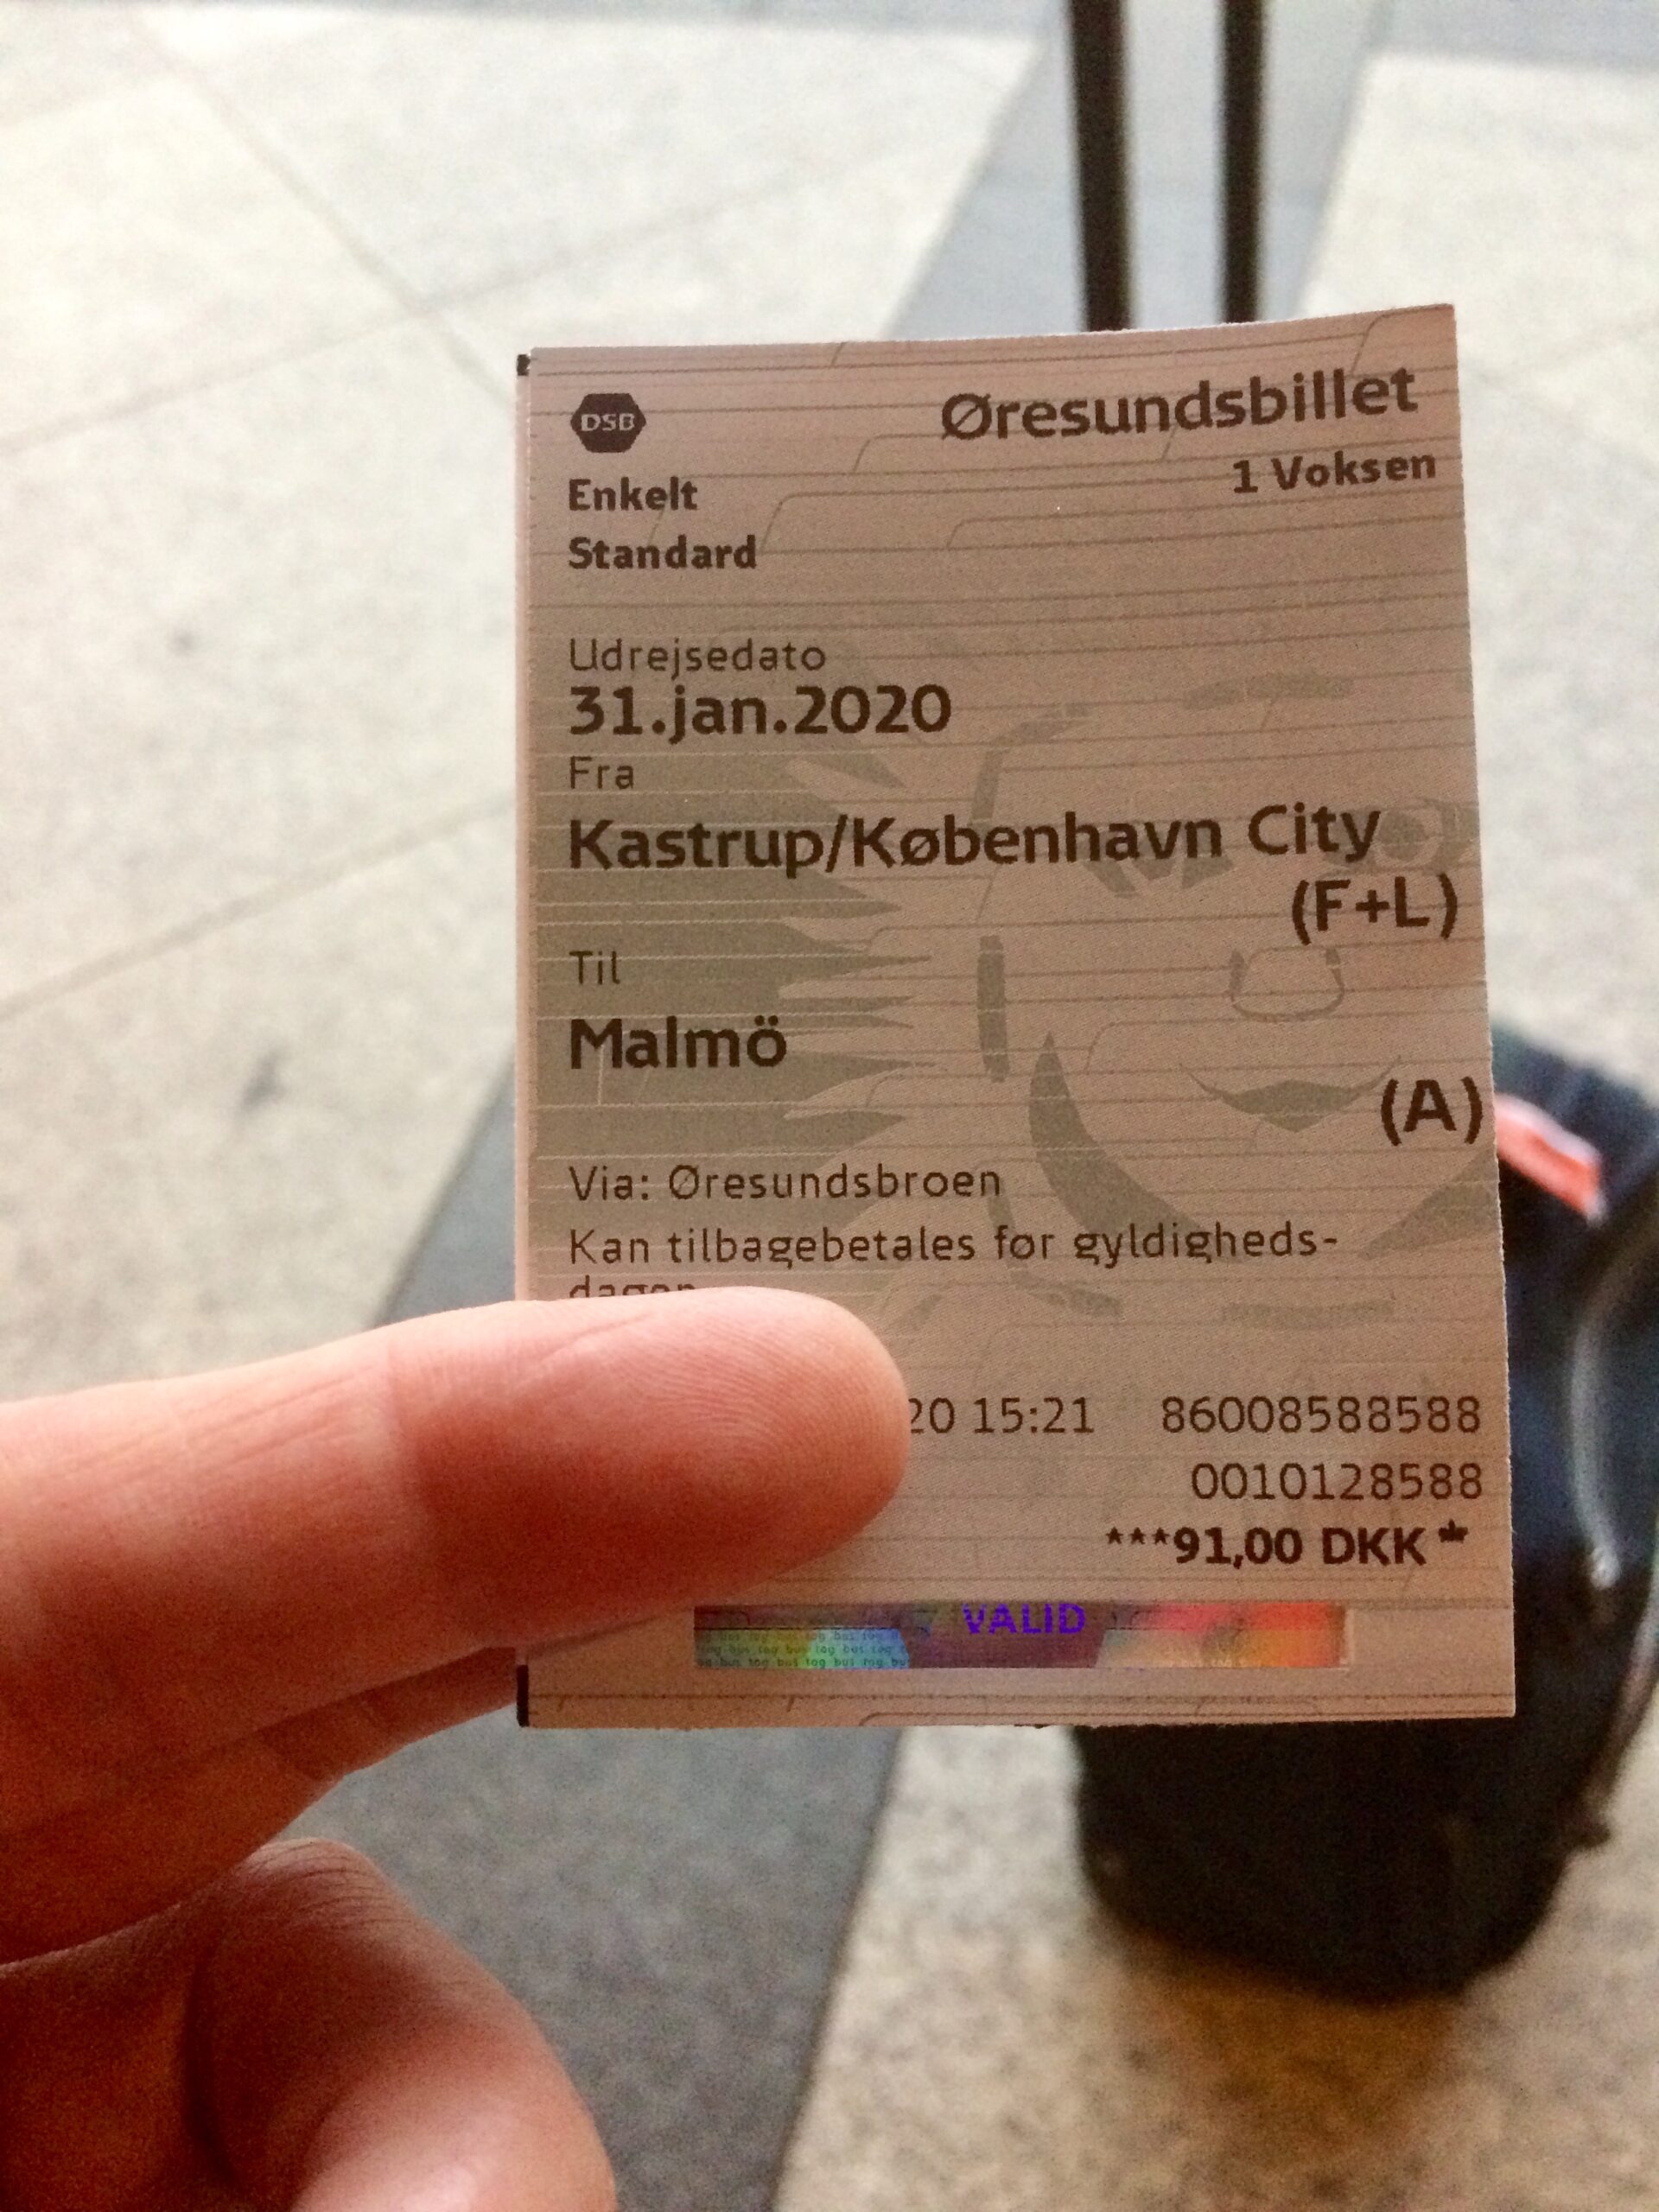 DSB
Øresundsbillet
1 Voksen
Enkelt
Standard
Udrejsedato
31.jan.2020
Fra
Kastrup/København City
(F+L)
Til
Malmö
(A)
Via: Øresundsbroen
Kan tilbagebetales før gyldigheds-
dagen
20 15:21 86008588588
0010128588
***91,00 DKK
VALID